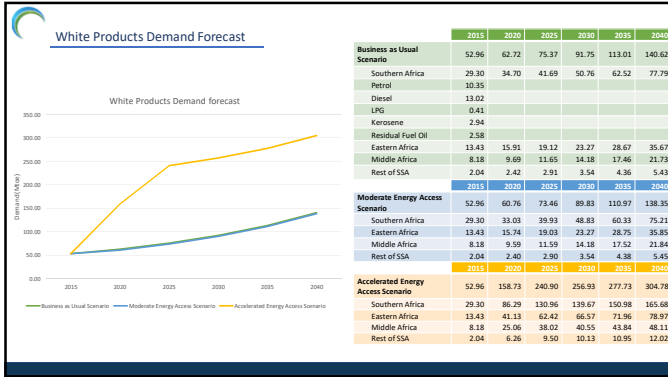 White Products Demand Forecast
White Products Demand forecast
Demand(Mtoe)
350.00
300.00
250.00
200.00
150.00
100.00
50.00
0.00
2015 2020 2025 2030 2035 2040
Business as Usual Scenario Moderate Energy Access Scenario Accelerated Energy Access Scenario
2015 2020 2025 2030 2035 2040
Business as Usual
Scenario 52.96 62.72 75.37 91.75 113.01 140.62
Southern Africa 29.30 34.70 41.69 50.76 62.52 77.79
Petrol 10.35
Diesel 13.02
LPG 0.41
Kerosene 2.94
Residual Fuel Oil 2.58
Eastern Africa 13.43 15.91 19.12 23.27 28.67 35.67
Middle Africa 8.18 9.69 11.65 14.18 17.46 21.73
Rest of SSA 2.04 2.42 2.91 3.54 4.36 5.43
2015 2020 2025 2030 2035 2040
Moderate Energy Access
Scenario 52.96 60.76 73.46 89.83 110.97 138.35
Southern Africa 29.30 33.03 39.93 48.83 60.33 75.21
Eastern Africa 13.43 15.74 19.03 23.27 28.75 35.85
Middle Africa 8.18 9.59 11.59 14.18 17.52 21.84
Rest of SSA 2.04 2.40 2.90 3.54 4.38 5.45
2015 2020 2025 2030 2035 2040
Accelerated Energy
Access Scenario 52.96 158.73 240.90 256.93 277.73 304.78
Southern Africa 29.30 86.29 130.96 139.67 150.98 165.68
Eastern Africa 13.43 41.13 62.42 66.57 71.96 78.97
Middle Africa 8.18 25.06 38.02 40.55 43.84 48.11
Rest of SSA 2.04 6.26 9.50 10.13 10.95 12.02